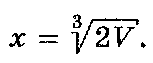 x = ∛2V.